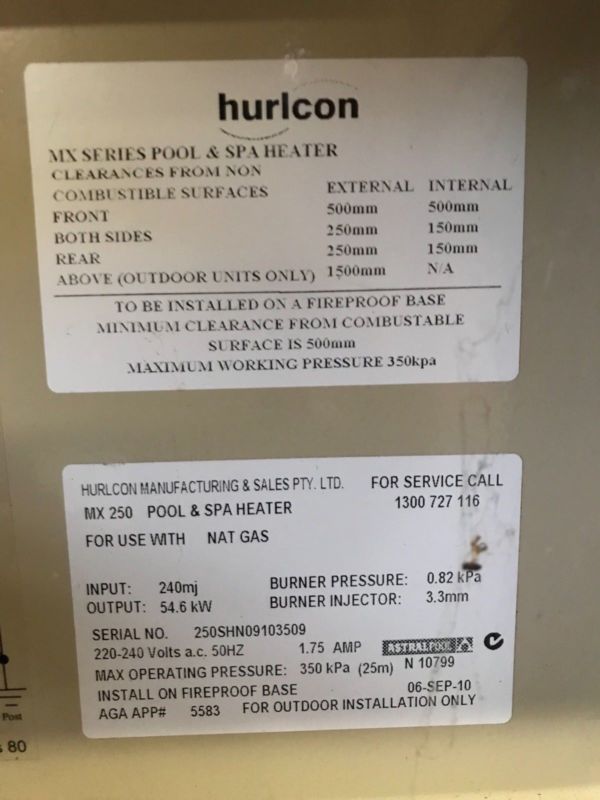 hurlcon
MX SERIES POOL & SPA HEATER
CLEARANCES FROM NON
COMBUSTIBLE SURFACES EXTERNAL INTERNAL
FRONT 500mm 500mm
BOTH SIDES 250mm 150mm
REAR 250mm 150mm
ABOVE (OUTDOOR UNITS ONLY) 1500mm N/A
TO BE INSTALLED ON A FIREPROOF BASE
MINIMUM CLEARANCE FROM COMBUSTABLE
SURFACE IS 500mm
MAXIMUM WORKING PRESSURE 350kpa
HURLCON MANUFACTURING & SALES PTY. LTD. FOR SERVICE CALL
MX 250 POOL & SPA HEATER 1300 727 116
FOR USE WITH NAT GAS
INPUT: 240mj BURNER PRESSURE: 0.82 kPa
OUTPUT: 54.6 kW BURNER INJECTOR: 3.3mm
SERIAL NO. 250SHN09103509
220-240 Volts a.c. 50HZ 1.75 AMP ASTRALPOOL
MAX OPERATING PRESSURE: 350 kPa (25m) N 10799
INSTALL ON FIREPROOF BASE 06-SEP-10
AGA APP# 5583 FOR OUTDOOR INSTALLATION ONLY
Post
80